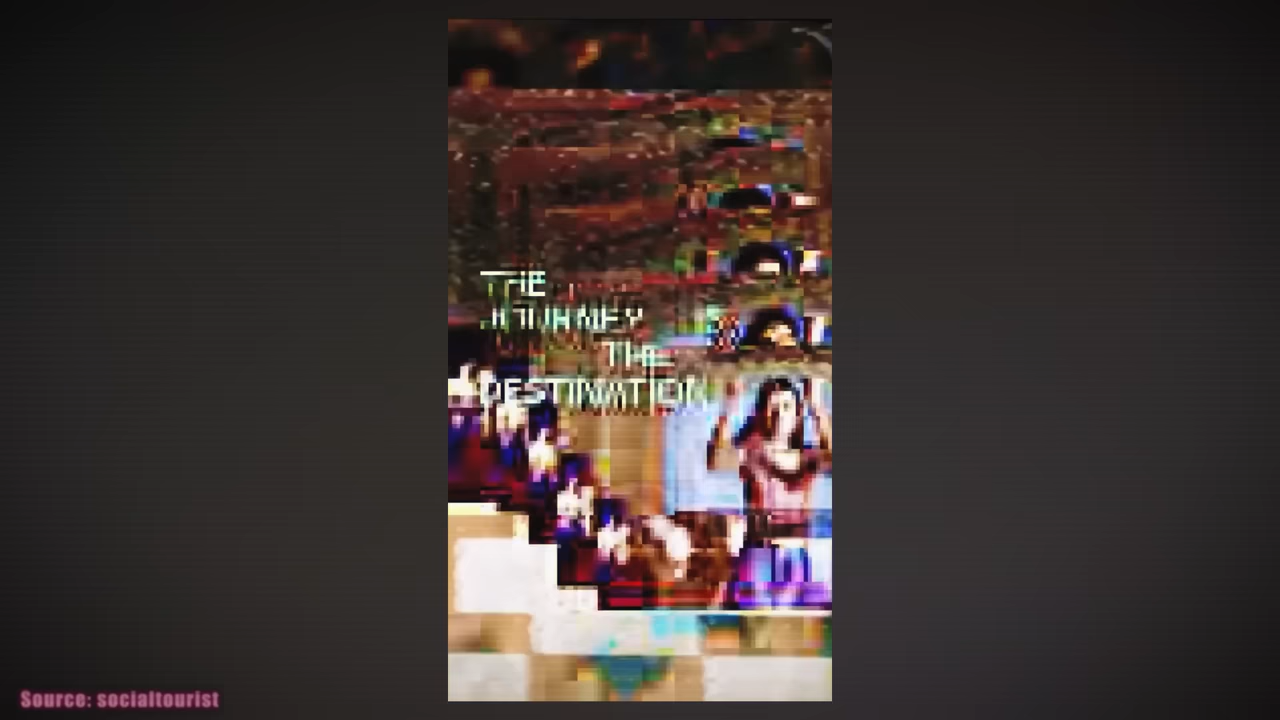 THE
JOURNEY
THE
DESTINATION
Source: socialtourist